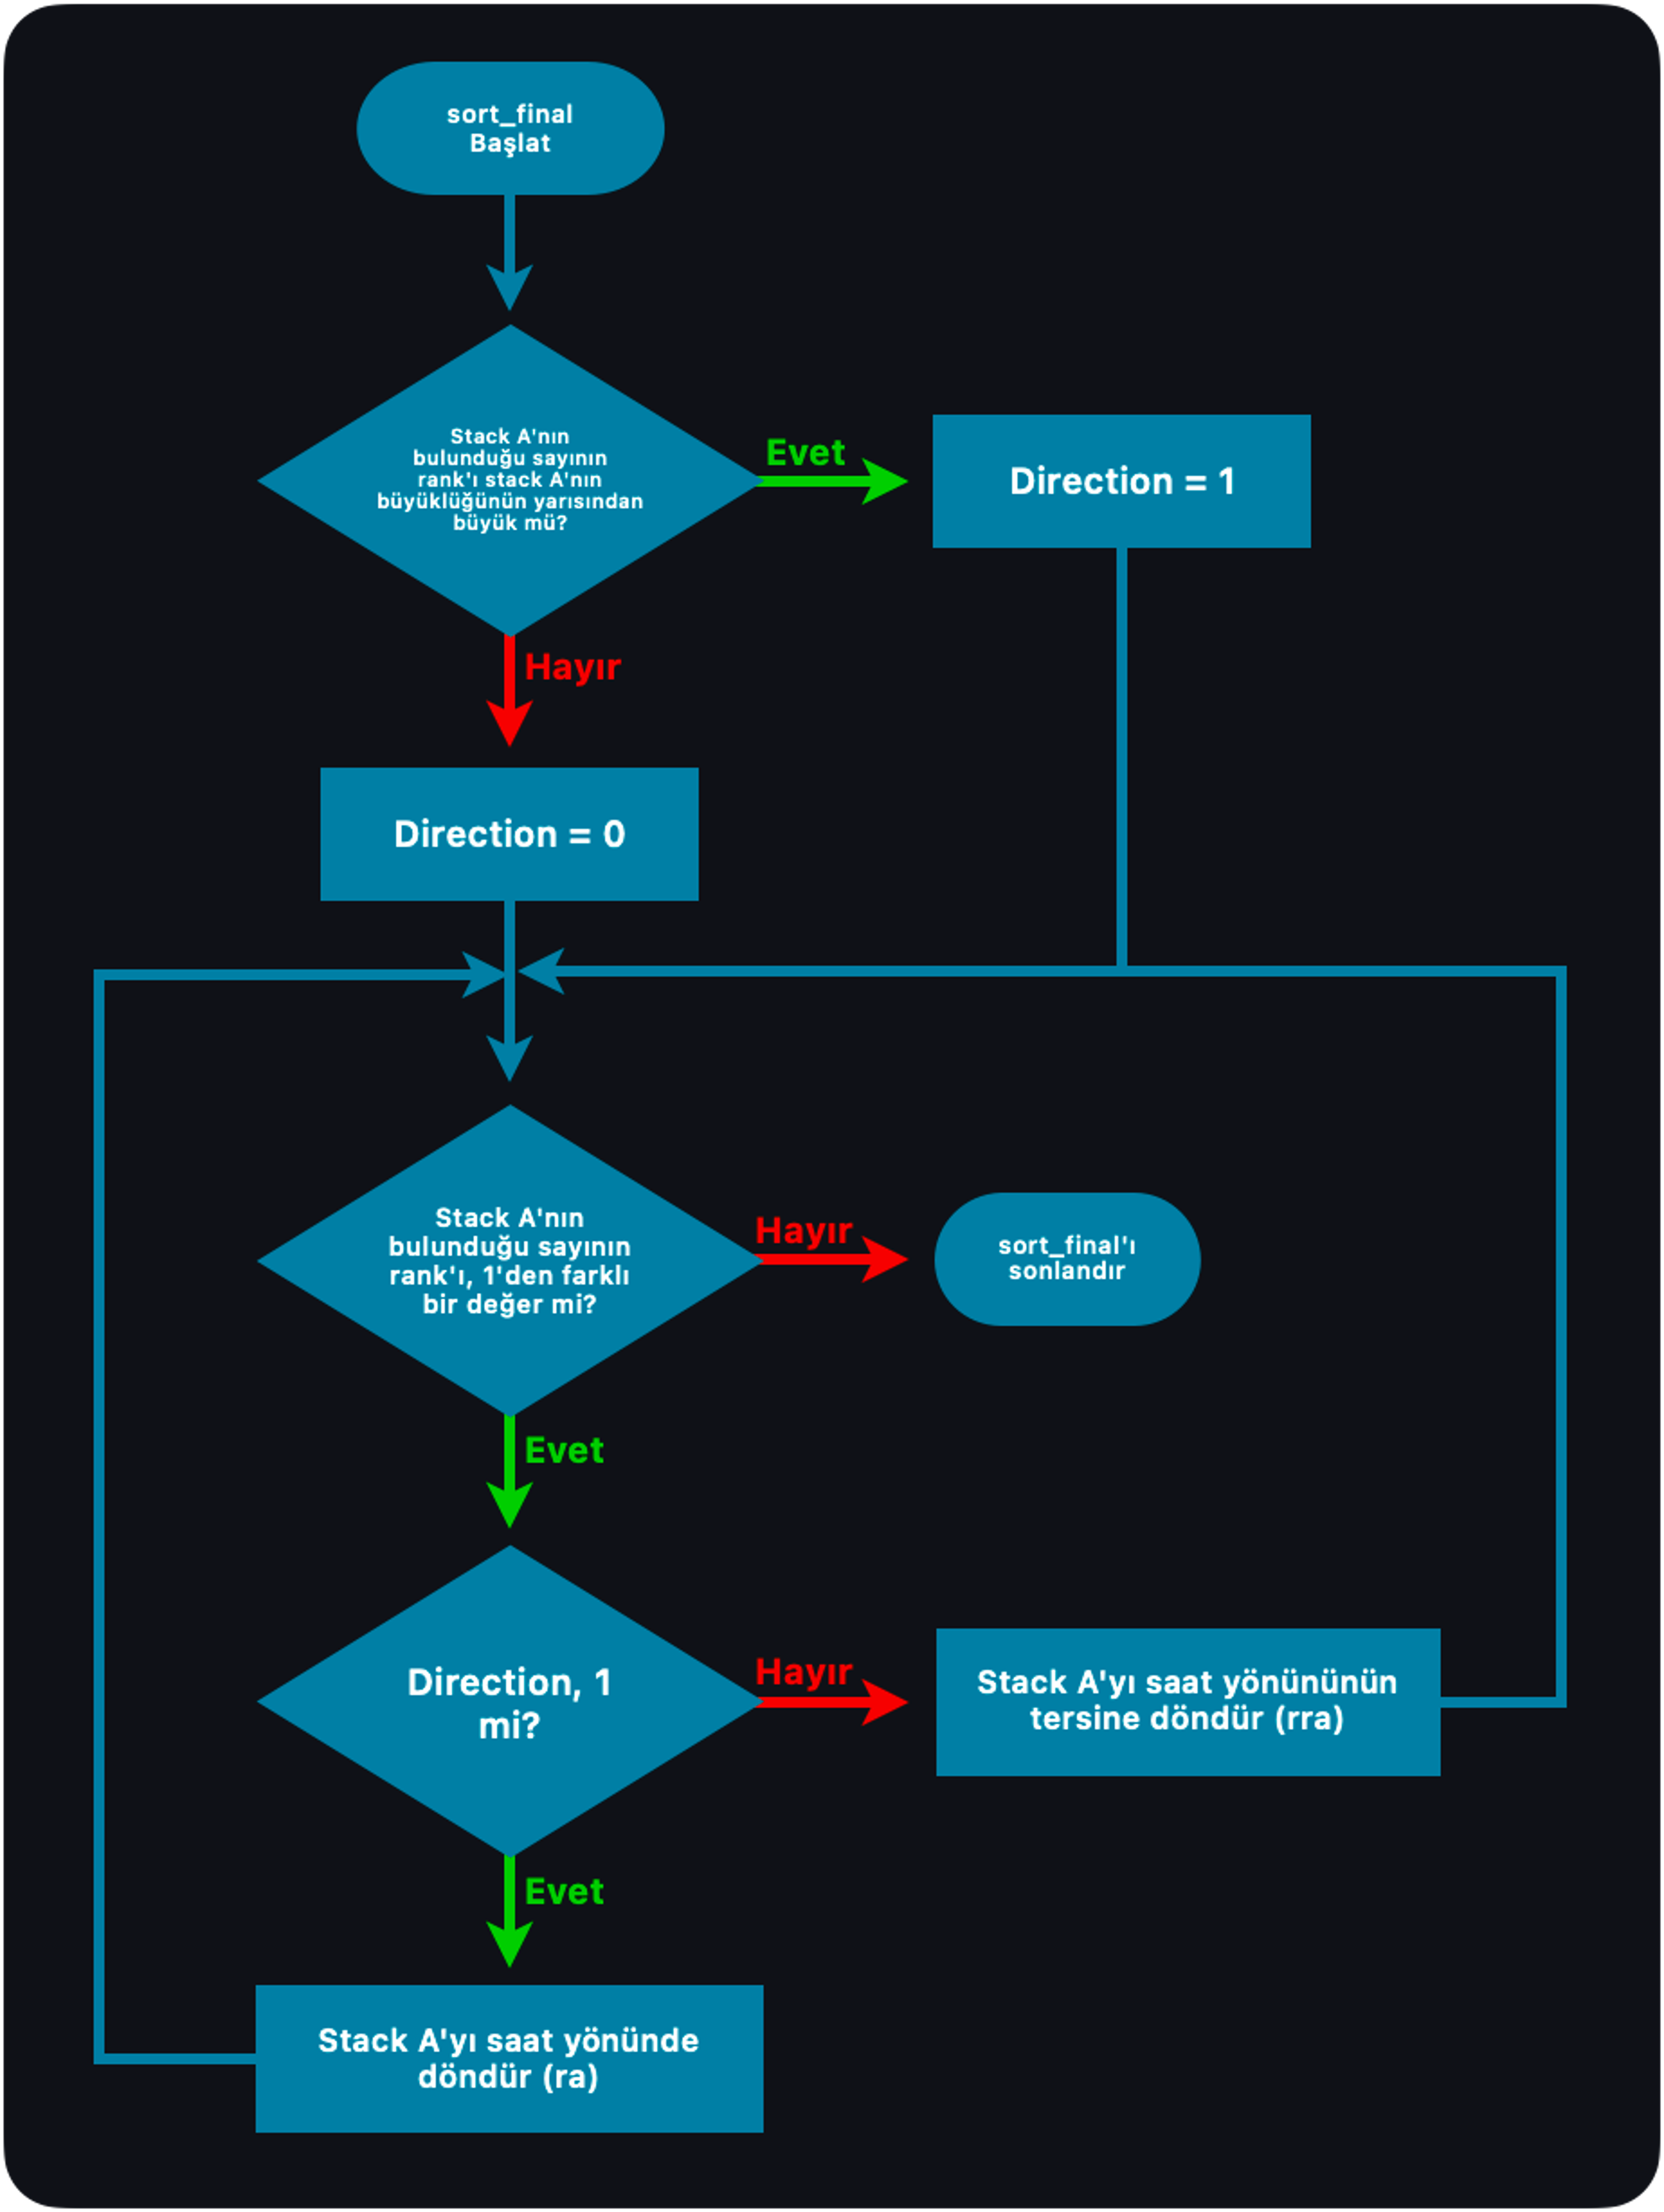 sort_final
Başlat
Stack A'nın
bulunduğu sayının
rank'ı stack A'nın
büyüklüğünün yarısından
büyük mü?
Evet
Direction = 1
Hayır
Direction = 0
Stack A'nın
bulunduğu sayının
rank'ı, 1'den farklı
bir değer mi?
Hayır
sort_final'ı
sonlandır
Evet
Direction, 1
mi?
Hayır
Stack A'yı saat yönününün
tersine döndür (rra)
Evet
Stack A'yı saat yönünde
döndür (ra)